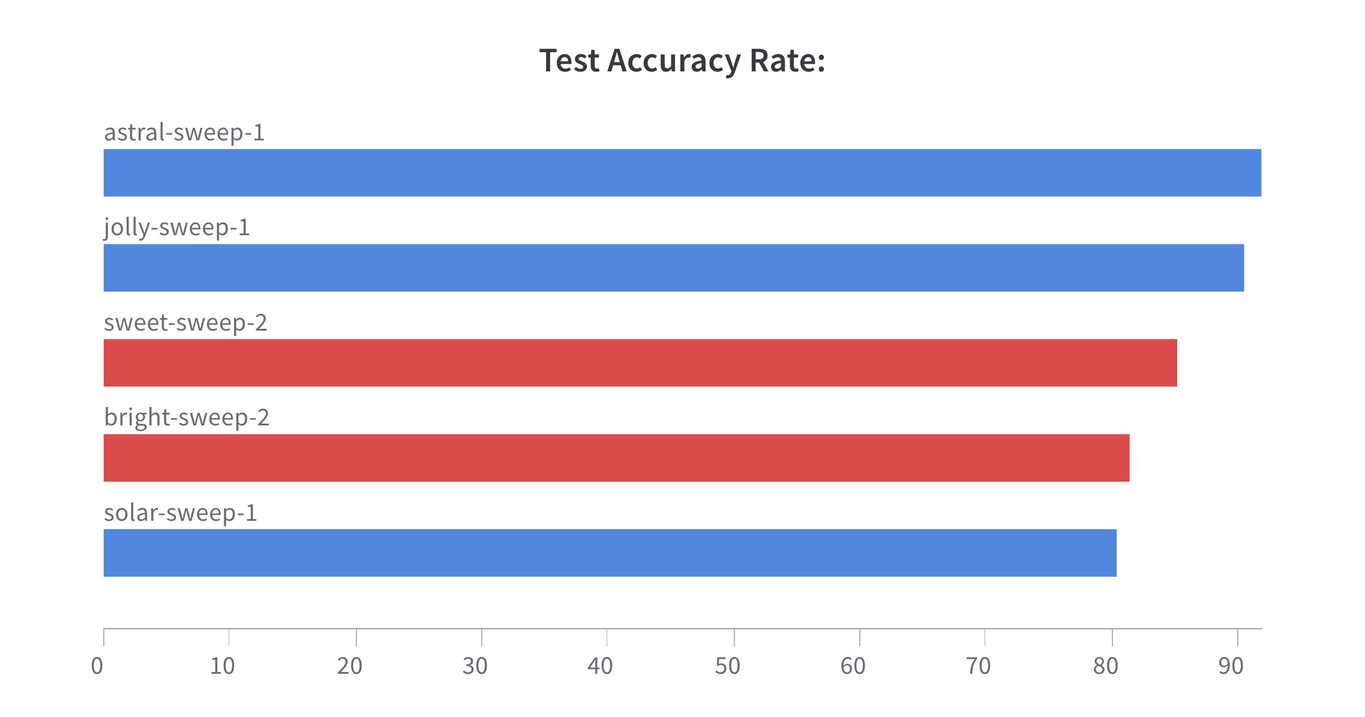 Test Accuracy Rate:
astral-sweep-1
jolly-sweep-1
sweet-sweep-2
bright-sweep-2
solar-sweep-1
0 10 20 30 40 50 60 70 80 90